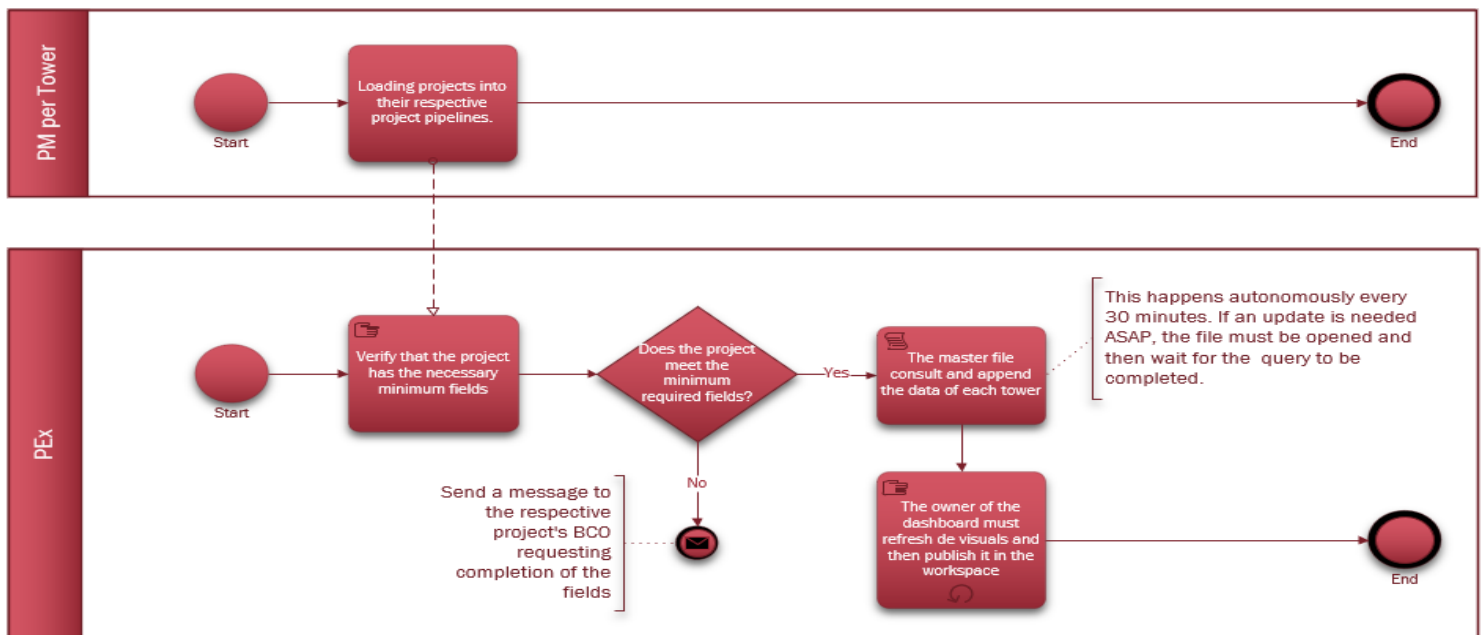 PM per Tower
Loading projects into
their respective
project pipelines.
Start
End
PEx
Start
Verify that the project
has the necessary
minimum fields
Does the project
meet the
minimum
required fields?
Yes
The master file
consult and append
the data of each tower
This happens autonomously every
30 minutes. If an update is needed
ASAP, the file must be opened and
then wait for the query to be
completed.
No
Send a message to
the respective
project's BCO
requesting
completion of the
fields
The owner of the
dashboard must
refresh de visuals and
then publish it in the
workspace
End